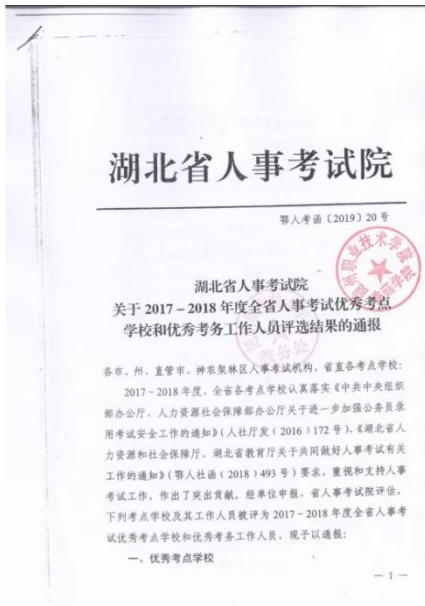 湖北省人事考试院
鄂人考函〔2019〕20号
湖北省人事考试院
关于2017-2018年度全省人事考试优秀考点
学校和优秀考务工作人员评选结果的通报
各市、州、直管市、神农架林区人事考试机构，省直各考点学校：
2017-2018年度，全省各考点学校认真落实《中共中央组织
部办公厅、人力资源社会保障部办公厅关于进一步加强公务员录
用考试安全工作的通知》（人社厅发〔2016〕172号）、《湖北省人
力资源和社会保障厅、湖北省教育厅关于共同做好人事考试有关
工作的通知》（鄂人社函〔2018〕493号）要求，重视和支持人事
考试工作，作出了突出贡献。经单位申报、省人事考试院评估，
下列考点学校及其工作人员被评为2017-2018年度全省人事考
试优秀考点学校和优秀考务工作人员，现予以通报：
一、优秀考点学校
— 1 —
州职业技术学院
教务处